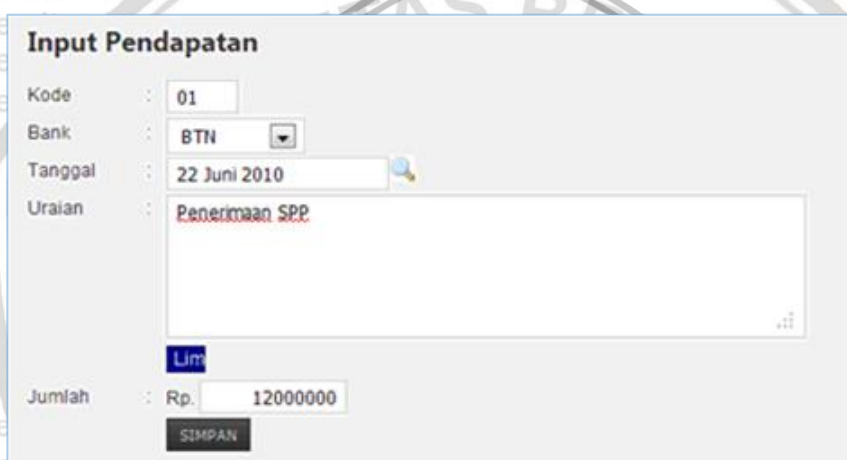 Input Pendapatan
Kode : 01
Bank : BTN
Tanggal : 22 Juni 2010
Uraian : Penerimaan SPP
Lim
Jumlah : Rp. 12000000
SIMPAN